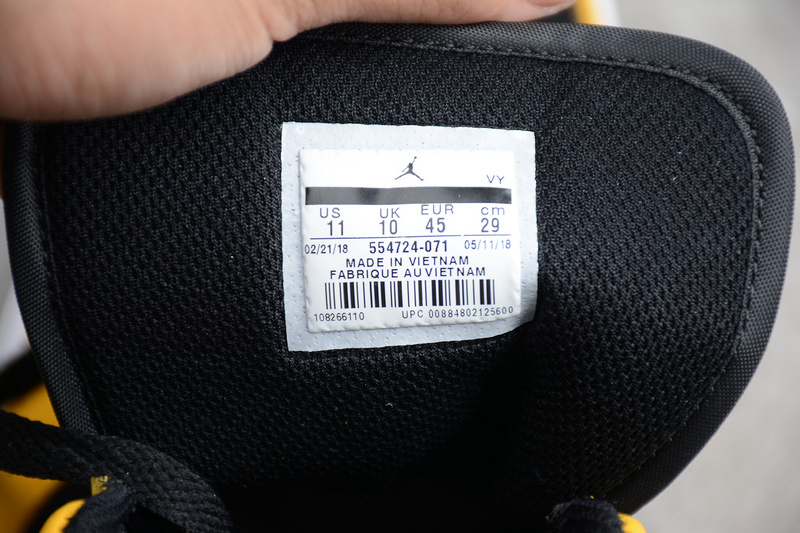 VY
US UK EUR cm
11 10 45 29
02/21/18 554724-071 05/11/18
MADE IN VIETNAM
FABRIQUE AU VIETNAM
108266110 UPC 00884802125600